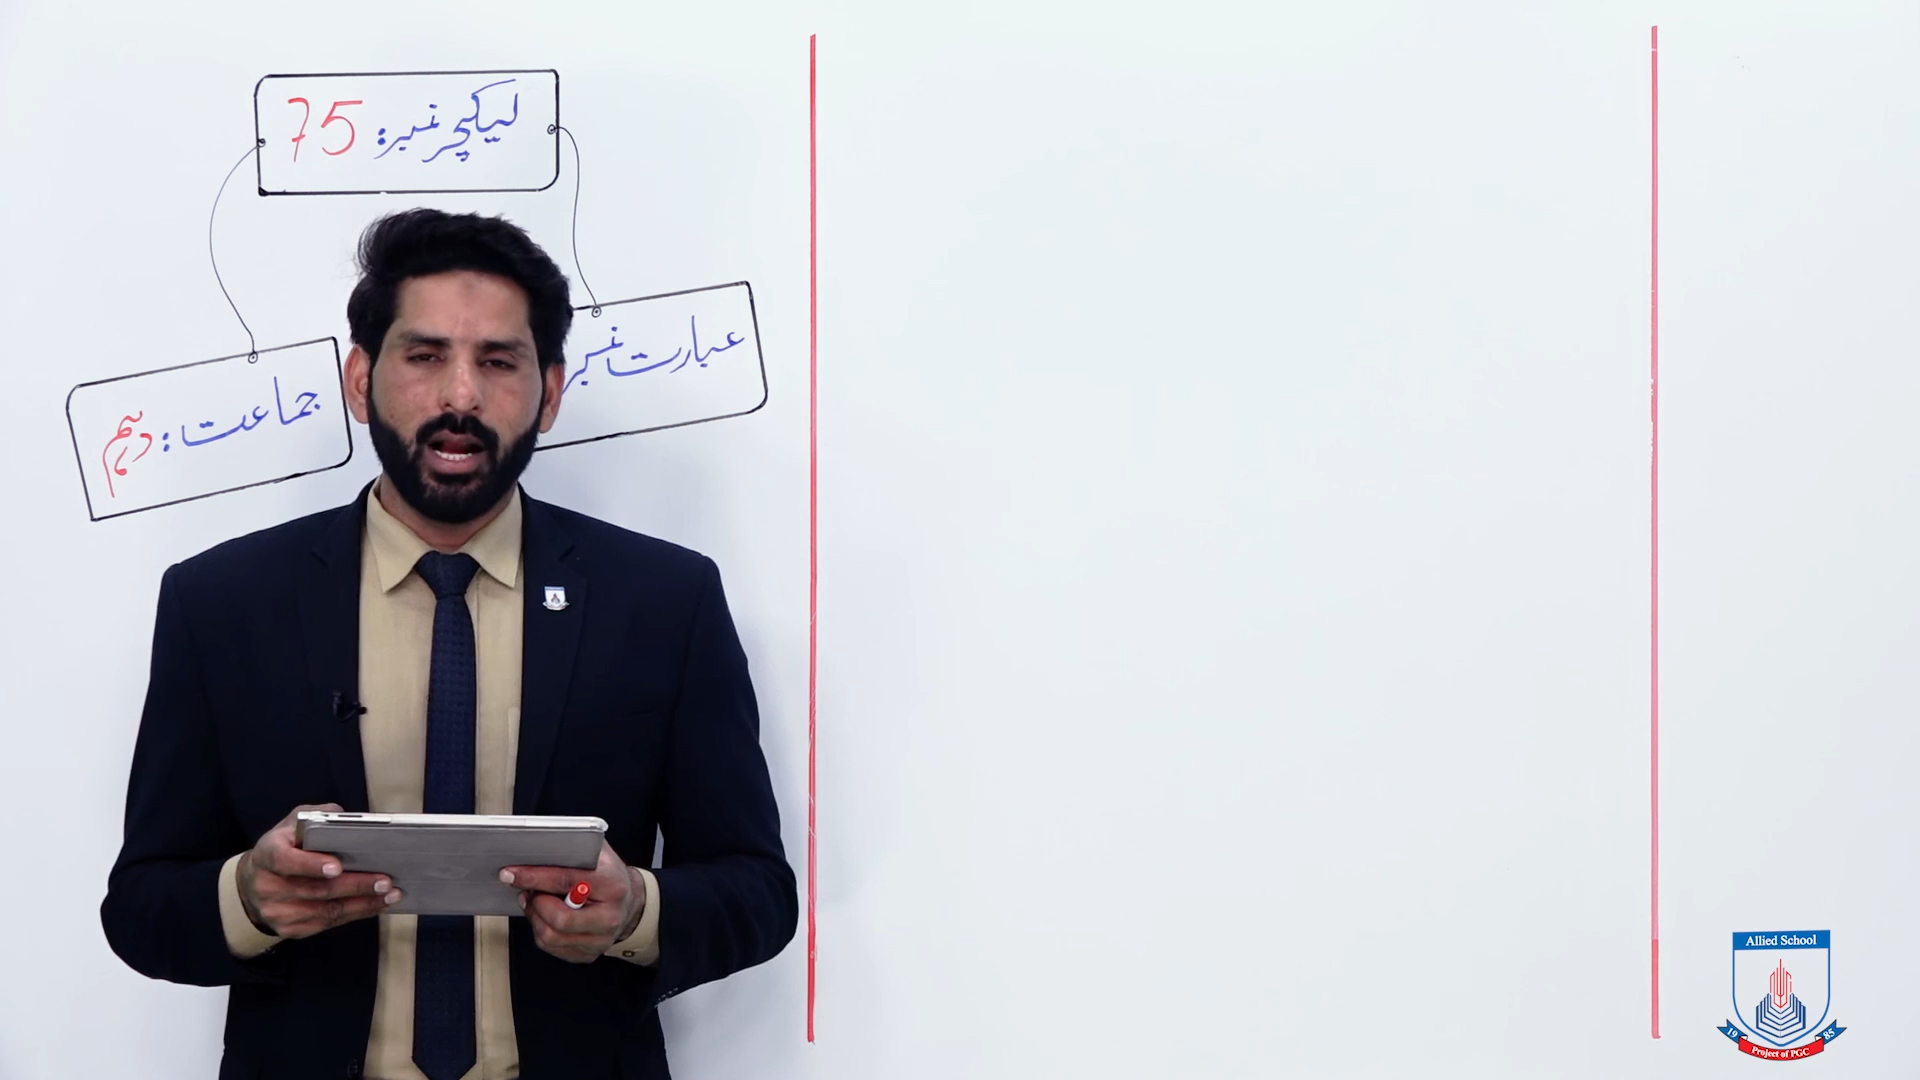 لیکچر نمبر: 75
عبارت نمبر
جماعت: دہم
Allied School
19 85
Project of PGC